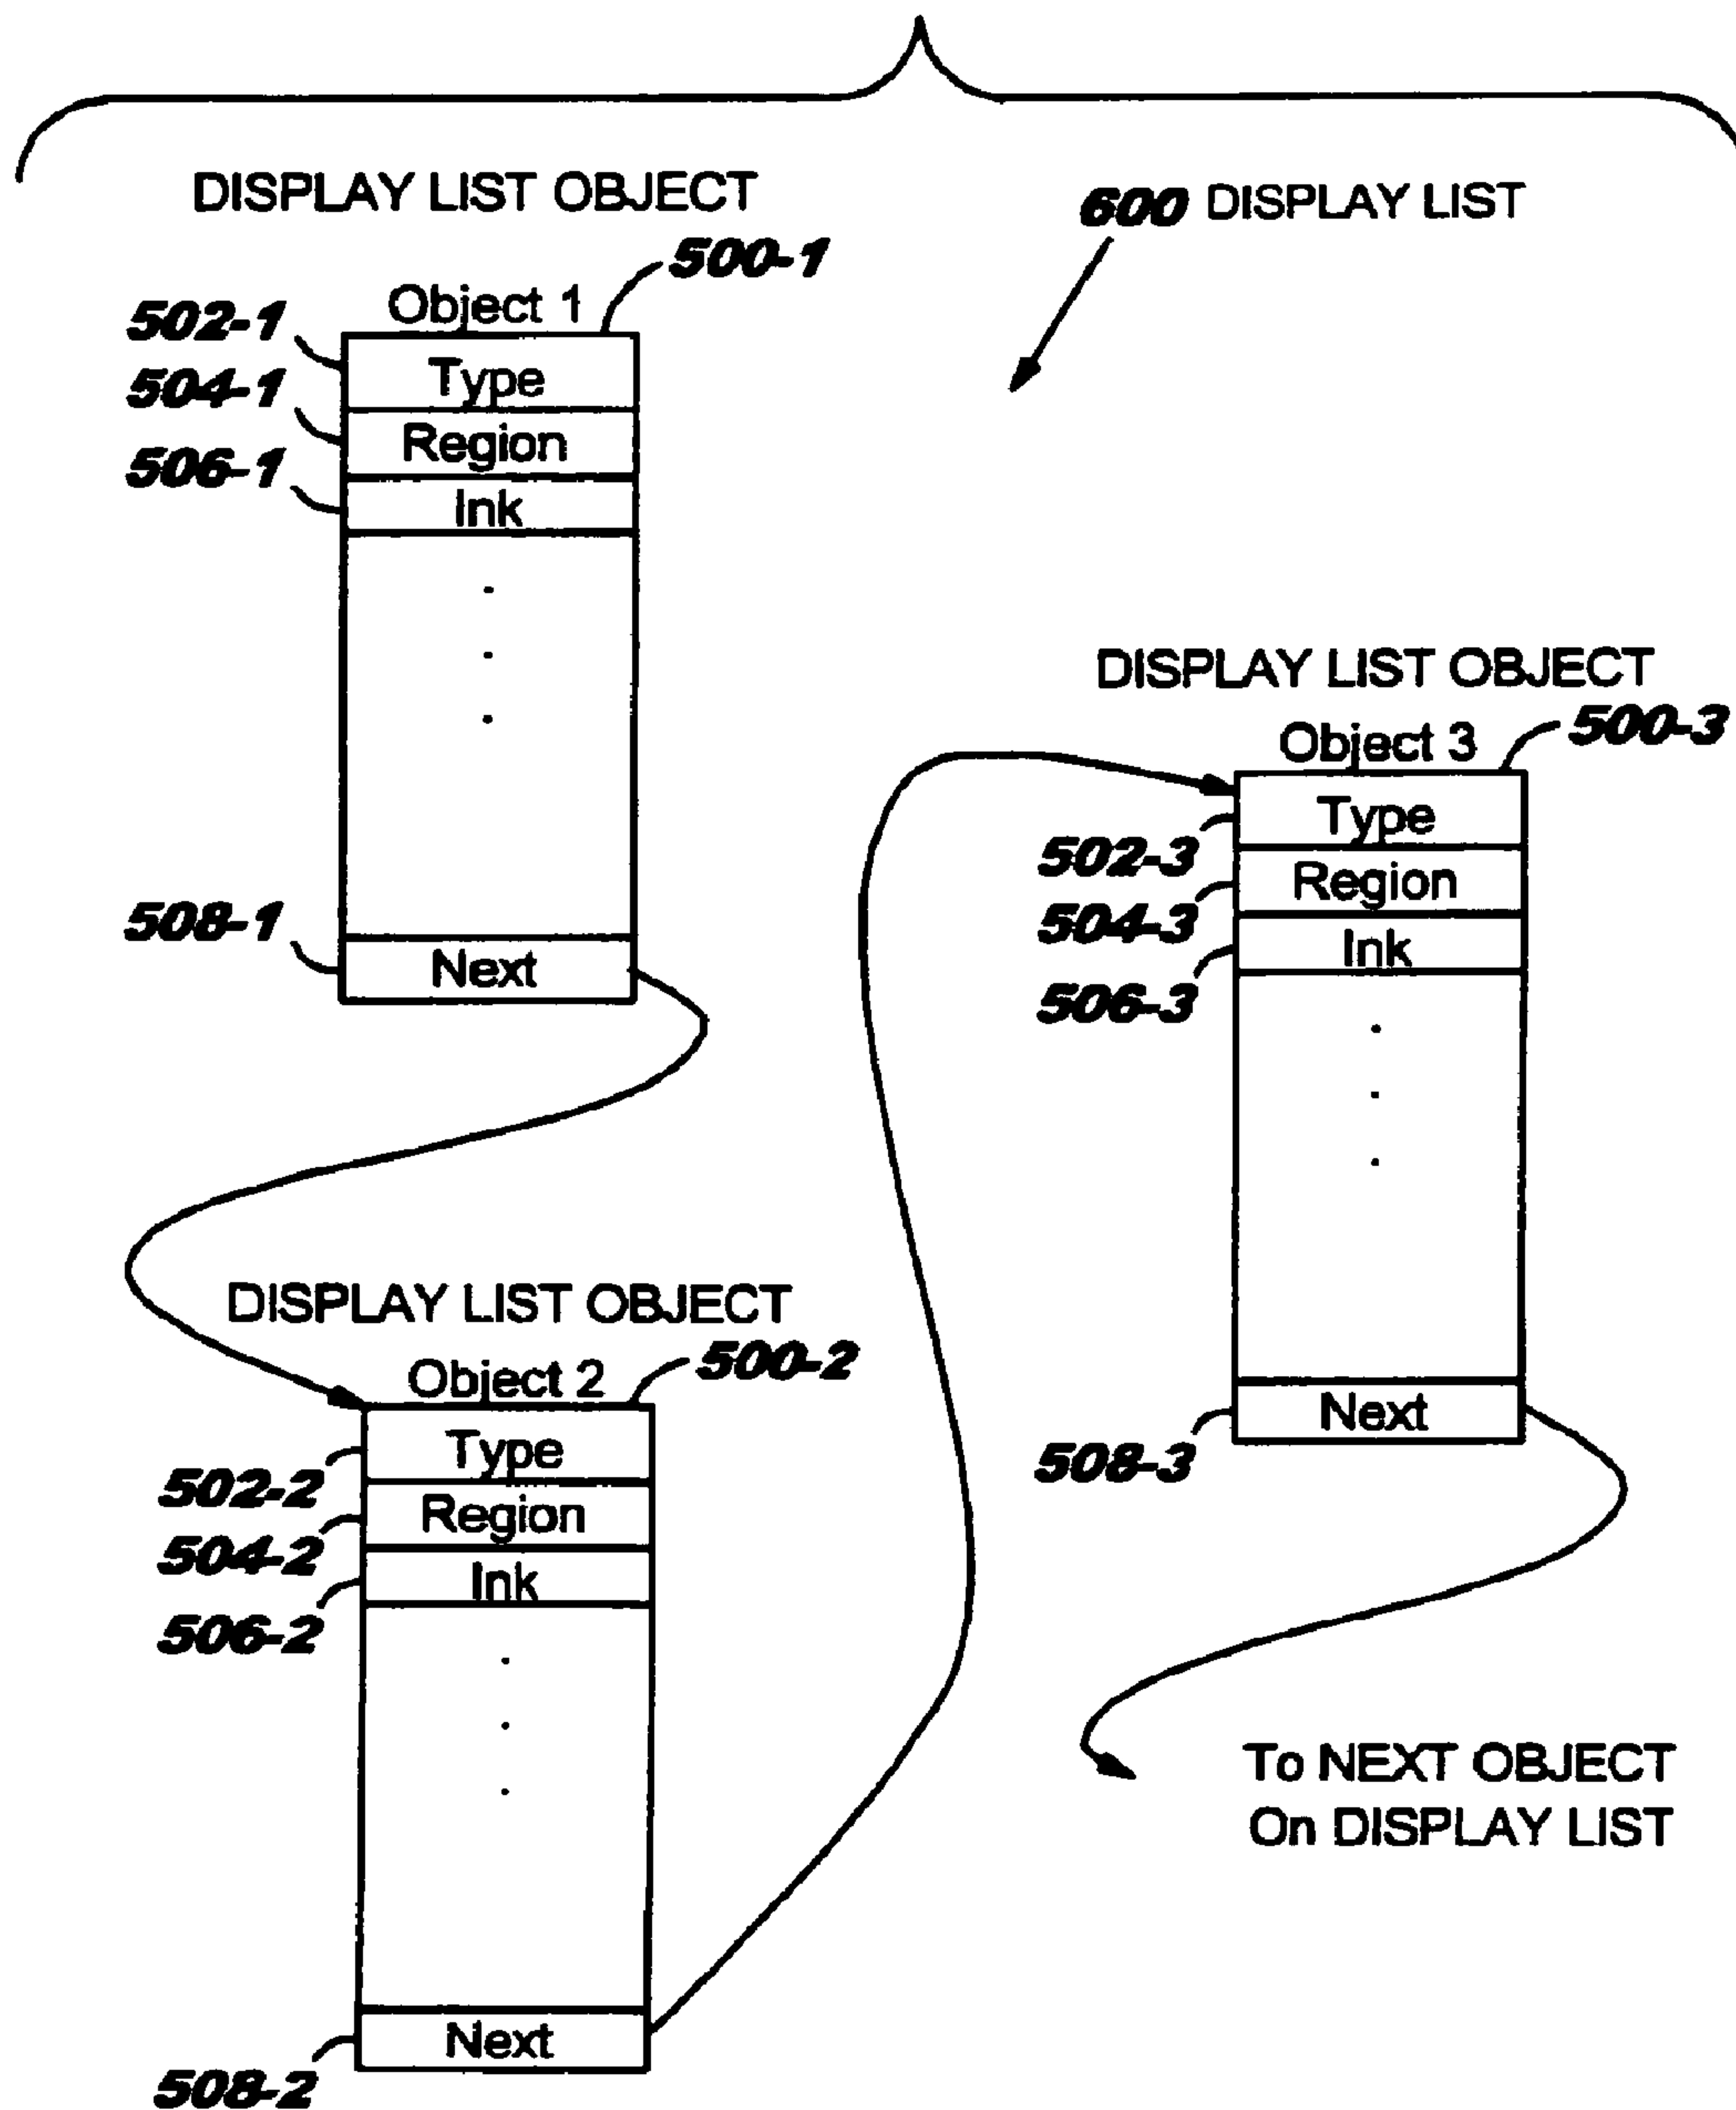 DISPLAY LIST OBJECT
600 DISPLAY LIST
500-1
Object 1
502-1
Type
504-1
Region
506-1
Ink
508-1
Next
DISPLAY LIST OBJECT
500-3
Object 3
Type
502-3
Region
504-3
Ink
506-3
Next
508-3
DISPLAY LIST OBJECT
500-2
Object 2
Type
502-2
Region
504-2
Ink
506-2
Next
508-2
To NEXT OBJECT
On DISPLAY LIST